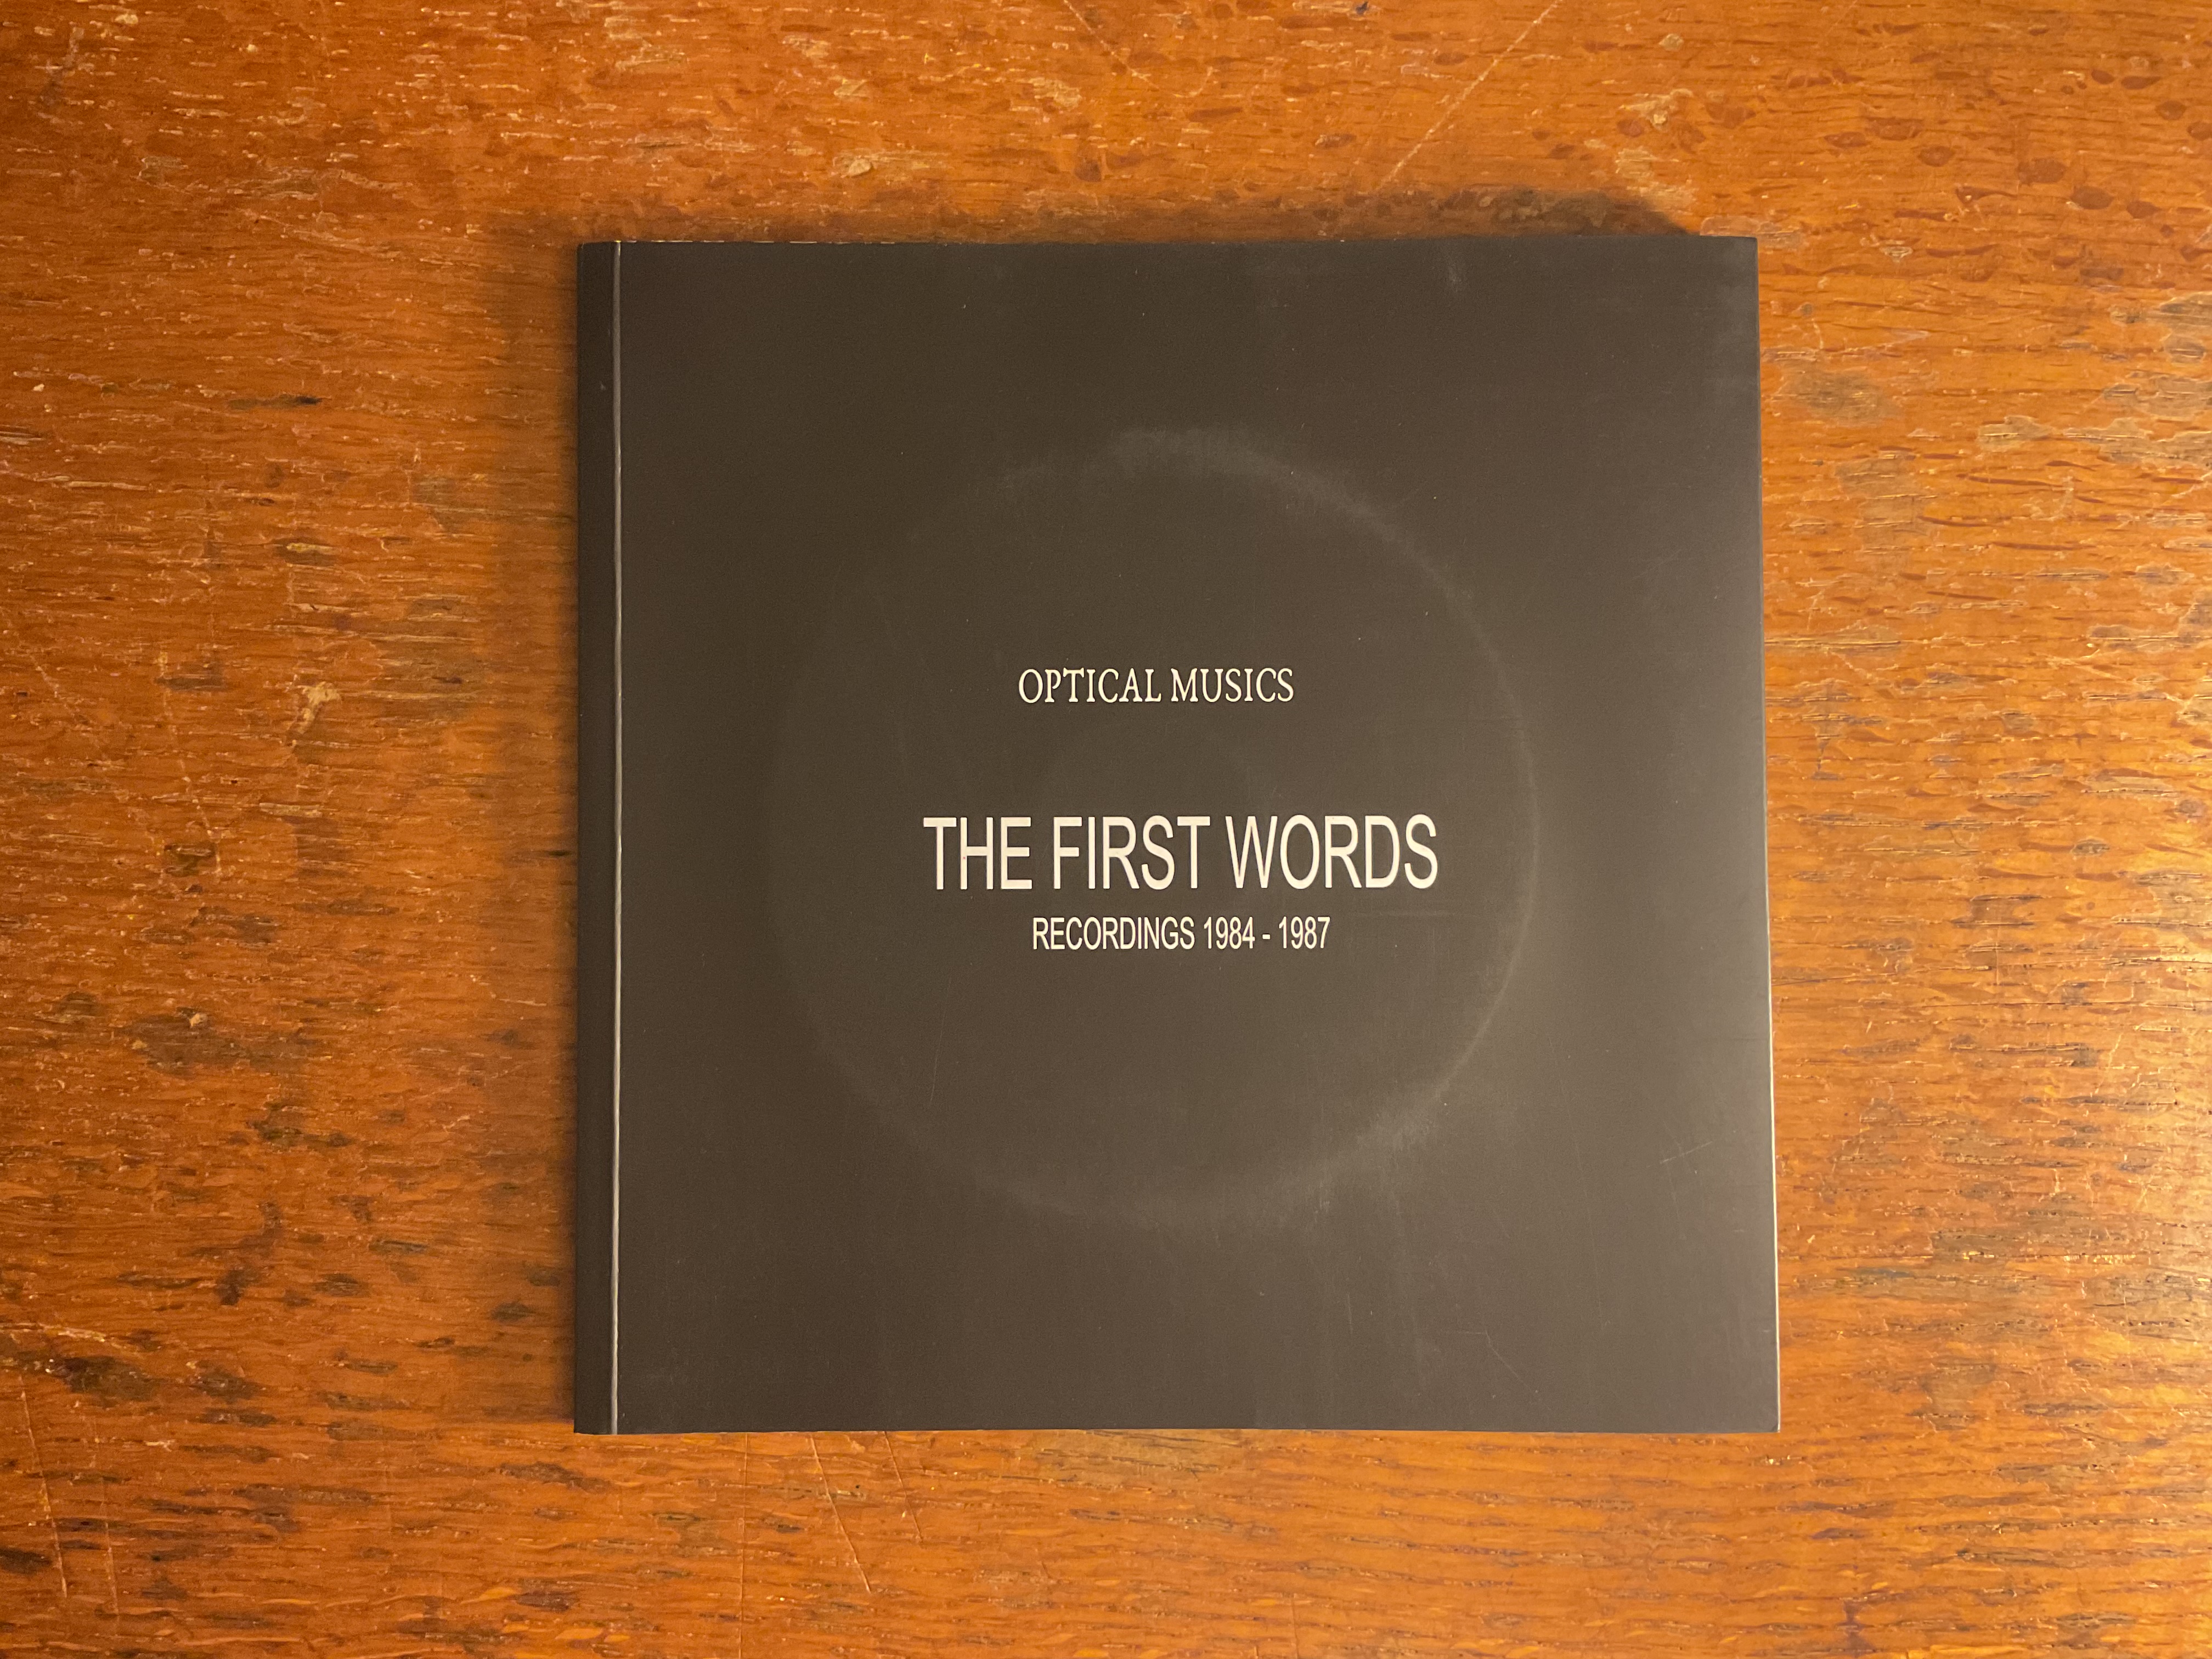 OPTICAL MUSICS
THE FIRST WORDS
RECORDINGS 1984 - 1987